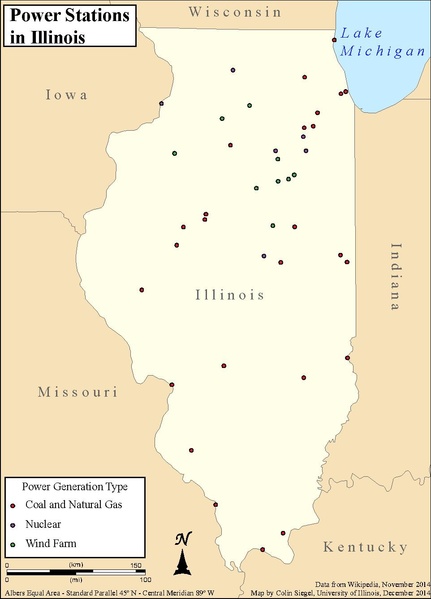 Power Stations
in Illinois
Wisconsin
Lake
Michigan
Iowa
Illinois
Indiana
Missouri
Kentucky
Power Generation Type
Coal and Natural Gas
Nuclear
Wind Farm
N
0 (km) 150
0 (mi) 100
Data from Wikipedia, November 2014
Albers Equal Area - Standard Parallel 45° N - Central Meridian 89° W
Map by Colin Siegel, University of Illinois, December 2014